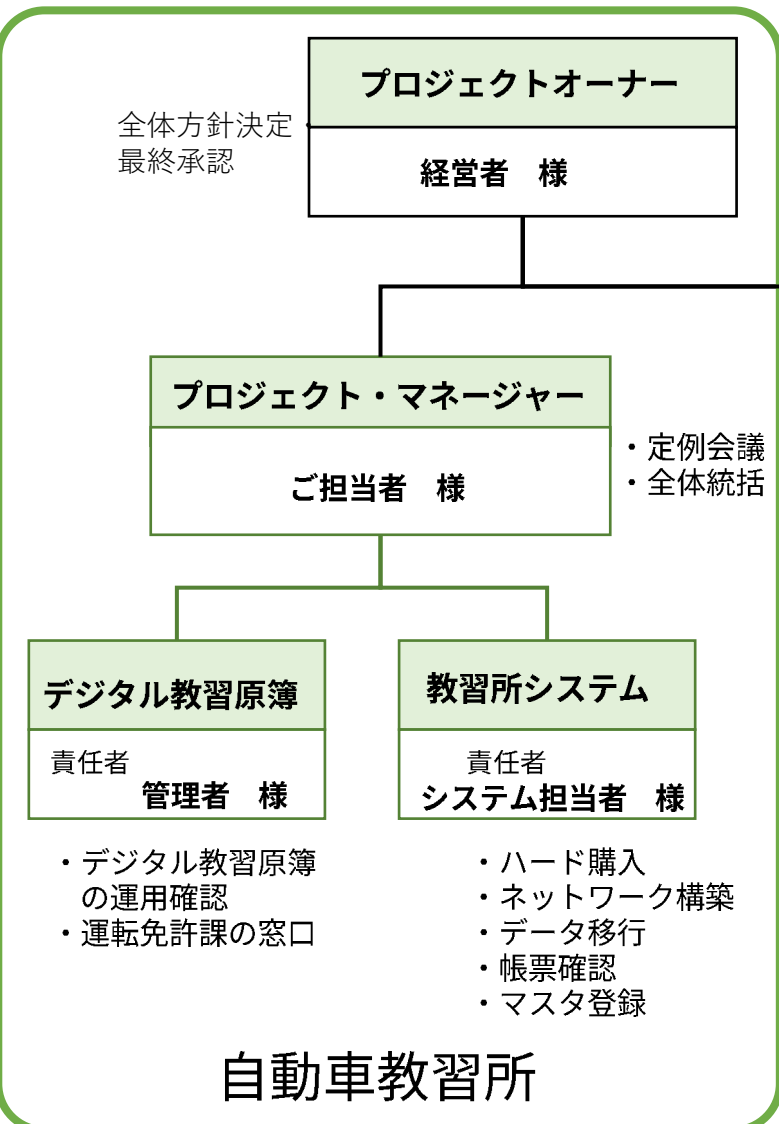 プロジェクトオーナー
全体方針決定
最終承認
経営者　様
プロジェクト・マネージャー
ご担当者　様
・定例会議
・全体統括
デジタル教習原簿
責任者
管理者　様
・デジタル教習原簿
の運用確認
・運転免許課の窓口
教習所システム
責任者
システム担当者　様
・ハード購入
・ネットワーク構築
・データ移行
・帳票確認
・マスタ登録
自動車教習所